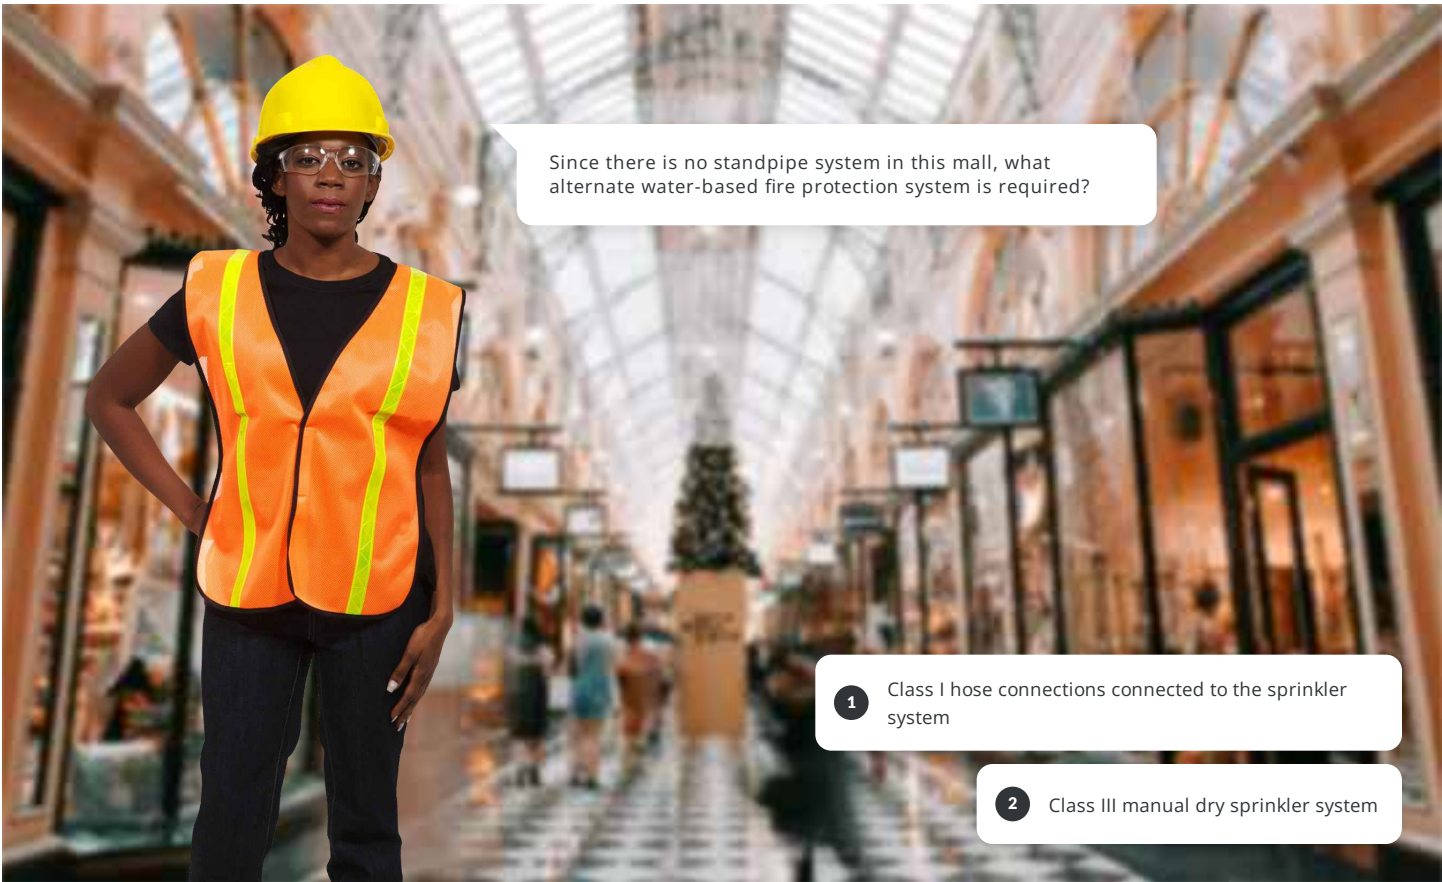 Since there is no standpipe system in this mall, what
alternate water-based fire protection system is required?
1
Class I hose connections connected to the sprinkler
system
2
Class III manual dry sprinkler system